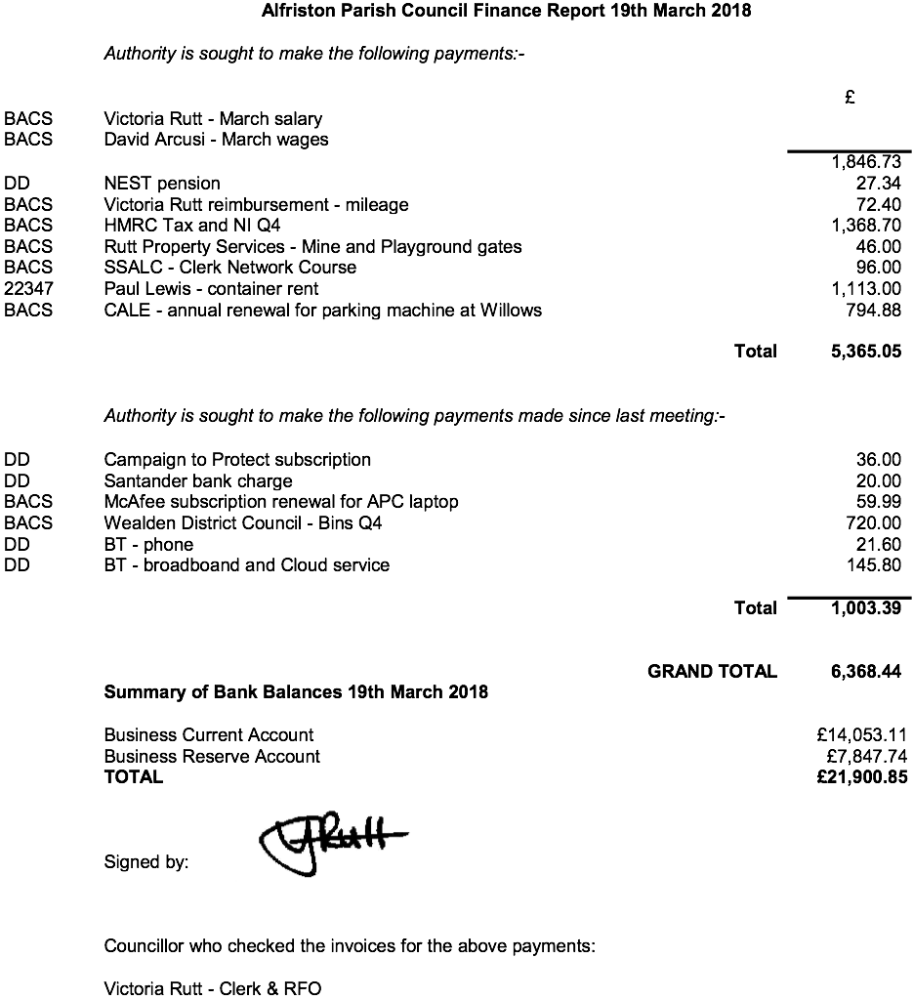 Alfriston Parish Council Finance Report 19th March 2018
Authority is sought to make the following payments:-
£
BACS Victoria Rutt - March salary
BACS David Arcusi - March wages
1,846.73
DD NEST pension 27.34
BACS Victoria Rutt reimbursement - mileage 72.40
BACS HMRC Tax and NI Q4 1,368.70
BACS Rutt Property Services - Mine and Playground gates 46.00
BACS SSALC - Clerk Network Course 96.00
22347 Paul Lewis - container rent 1,113.00
BACS CALE - annual renewal for parking machine at Willows 794.88
Total 5,365.05
Authority is sought to make the following payments made since last meeting:-
DD Campaign to Protect subscription 36.00
DD Santander bank charge 20.00
BACS McAfee subscription renewal for APC laptop 59.99
BACS Wealden District Council - Bins Q4 720.00
DD BT - phone 21.60
DD BT - broadboand and Cloud service 145.80
Total 1,003.39
GRAND TOTAL 6,368.44
Summary of Bank Balances 19th March 2018
Business Current Account £14,053.11
Business Reserve Account £7,847.74
TOTAL £21,900.85
Signed by: VRutt
Councillor who checked the invoices for the above payments:
Victoria Rutt - Clerk & RFO